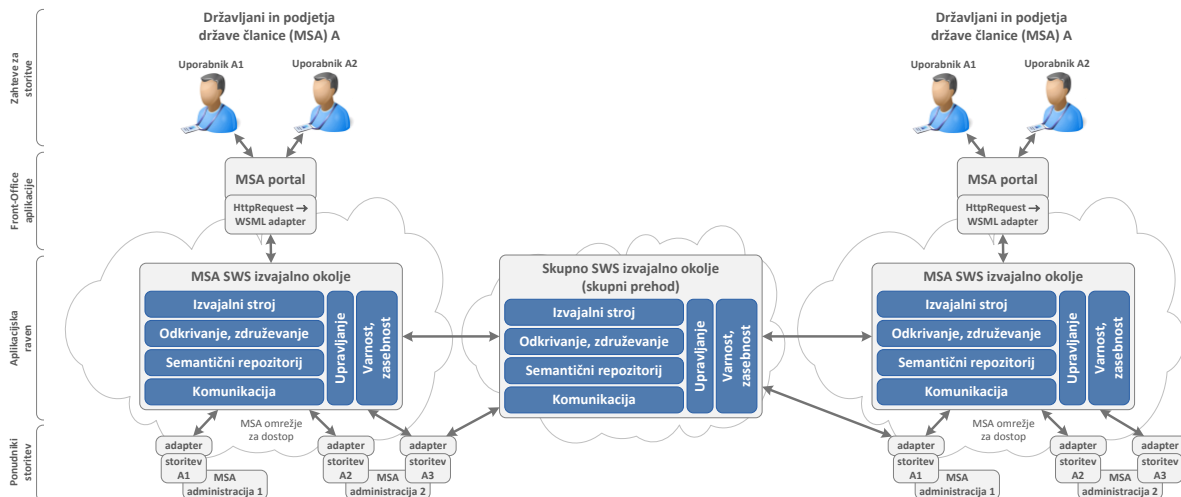 Zahteve za
storitve
Državljani in podjetja
države članice (MSA) A
Uporabnik A1
Uporabnik A2
Državljani in podjetja
države članice (MSA) A
Uporabnik A1
Uporabnik A2
Front-Office
aplikacije
MSA portal
HttpRequest →
WSML adapter
MSA portal
HttpRequest →
WSML adapter
Aplikacijska
raven
MSA SWS izvajalno okolje
Izvajalni stroj
Odkrivanje, združevanje
Semantični repozitorij
Komunikacija
Upravljanje
Varnost,
zasebnost
Skupno SWS izvajalno okolje
(skupni prehod)
Izvajalni stroj
Odkrivanje, združevanje
Semantični repozitorij
Komunikacija
Upravljanje
Varnost,
zasebnost
MSA SWS izvajalno okolje
Izvajalni stroj
Odkrivanje, združevanje
Semantični repozitorij
Komunikacija
Upravljanje
Varnost,
zasebnost
Ponudniki
storitev
MSA omrežje
za dostop
adapter
storitev
A1
MSA
administracija 1
adapter
storitev
A2
MSA
administracija 2
adapter
storitev
A3
MSA omrežje
za dostop
adapter
storitev
A1
MSA
administracija 1
adapter
storitev
A2
MSA
administracija 2
adapter
storitev
A3